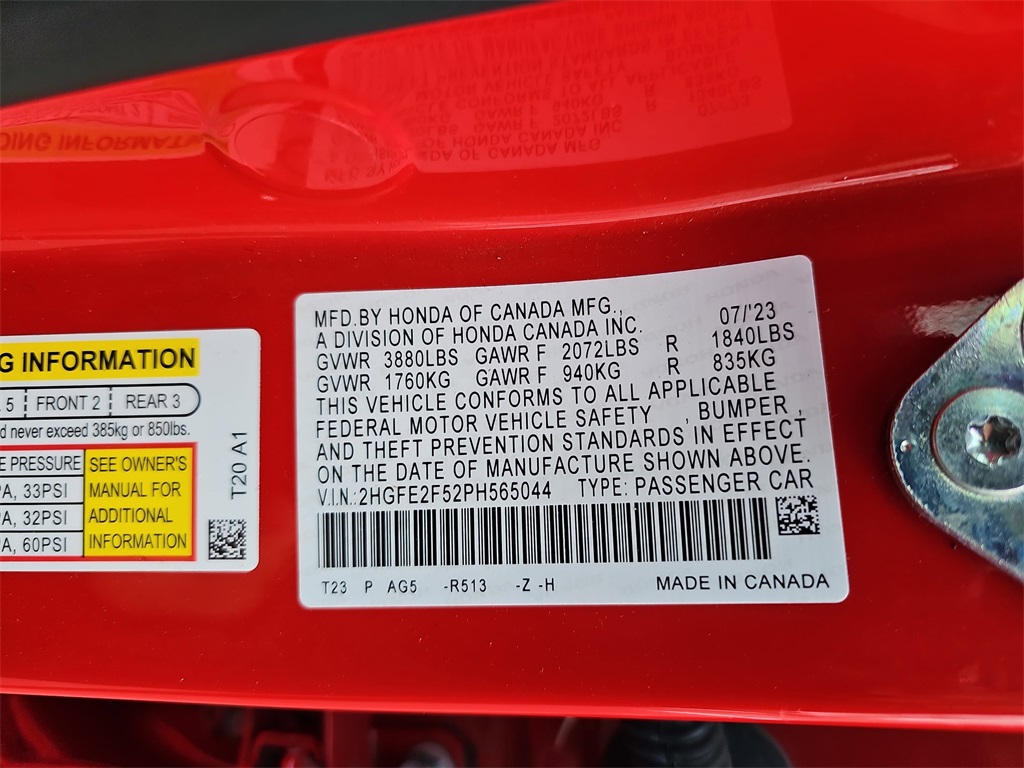 MFD.BY HONDA OF CANADA MFG., 07/'23
A DIVISION OF HONDA CANADA INC.
GVWR 3880LBS GAWR F 2072LBS R 1840LBS
GVWR 1760KG GAWR F 940KG R 835KG
THIS VEHICLE CONFORMS TO ALL APPLICABLE
FEDERAL MOTOR VEHICLE SAFETY , BUMPER ,
AND THEFT PREVENTION STANDARDS IN EFFECT
ON THE DATE OF MANUFACTURE SHOWN ABOVE.
V.I.N.:2HGFE2F52PH565044 TYPE: PASSENGER CAR
T23 P AG5 -R513 -Z -H MADE IN CANADA
G INFORMATION
5 FRONT 2 REAR 3
never exceed 385kg or 850lbs.
E PRESSURE SEE OWNER'S
PA, 33PSI MANUAL FOR
PA, 32PSI ADDITIONAL
PA, 60PSI INFORMATION
T20 A1